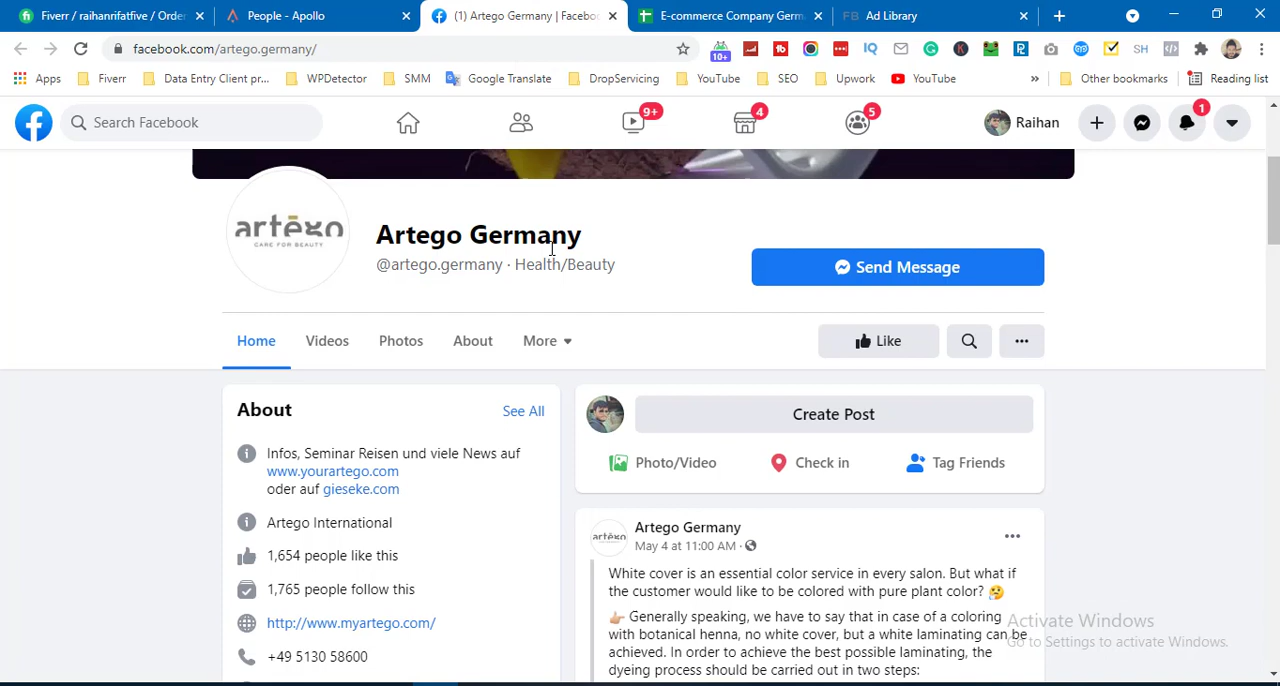 Fiverr / raihanrifatfive / Order
People - Apollo
(1) Artego Germany | Facebo
E-commerce Company Germ
FB Ad Library
facebook.com/artego.germany/
10+
IQ
SH
Apps
Fiverr
Data Entry Client pr...
WPDetector
SMM
Google Translate
DropServicing
YouTube
SEO
Upwork
YouTube
»
Other bookmarks
Reading list
Search Facebook
9+
4
5
Raihan
1
artēgo
CARE FOR BEAUTY
Artego Germany
@artego.germany · Health/Beauty
Send Message
Home
Videos
Photos
About
More
Like
About
See All
Infos, Seminar Reisen und viele News auf
www.yourartego.com
oder auf gieseke.com
Artego International
1,654 people like this
1,765 people follow this
http://www.myartego.com/
+49 5130 58600
Create Post
Photo/Video
Check in
Tag Friends
artēgo
Artego Germany
May 4 at 11:00 AM ·
White cover is an essential color service in every salon. But what if
the customer would like to be colored with pure plant color? 🤔
👉🏼 Generally speaking, we have to say that in case of a coloring
with botanical henna, no white cover, but a white laminating can be
achieved. In order to achieve the best possible laminating, the
dyeing process should be carried out in two steps:
Activate Windows
Go to Settings to activate Windows.